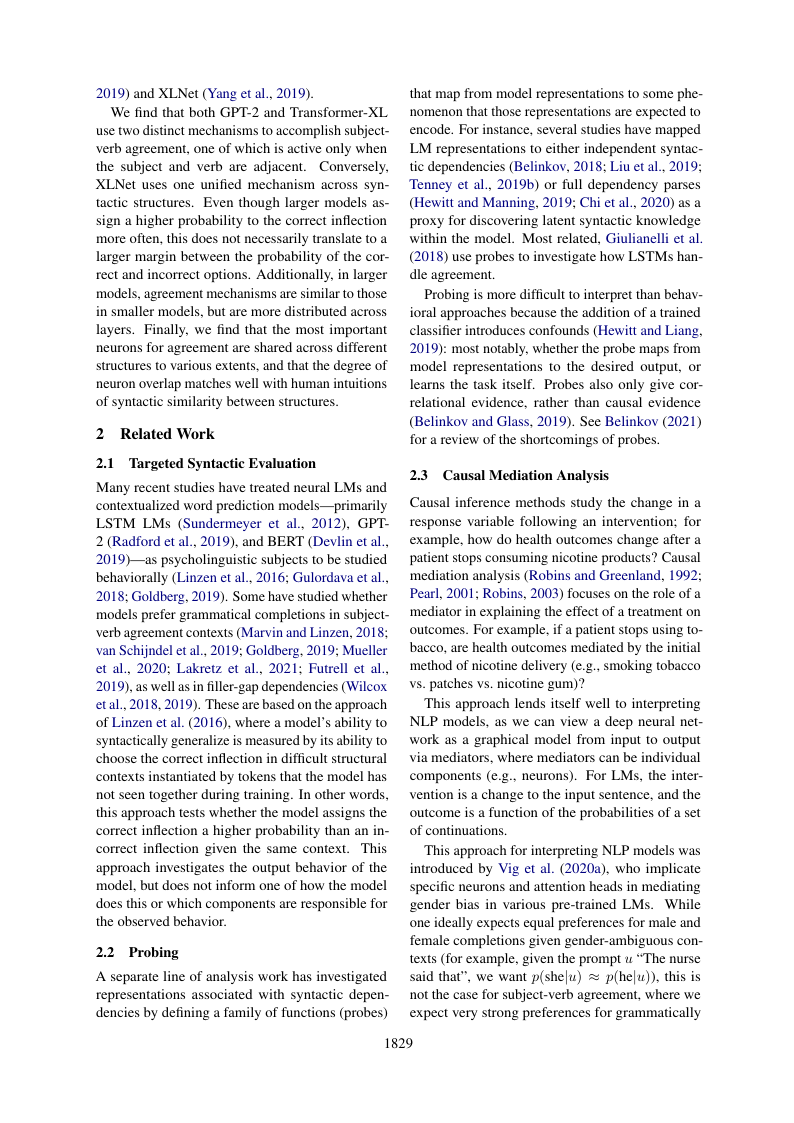 2019) and XLNet (Yang et al., 2019).
We find that both GPT-2 and Transformer-XL
use two distinct mechanisms to accomplish subject-
verb agreement, one of which is active only when
the subject and verb are adjacent. Conversely,
XLNet uses one unified mechanism across syn-
tactic structures. Even though larger models as-
sign a higher probability to the correct inflection
more often, this does not necessarily translate to a
larger margin between the probability of the cor-
rect and incorrect options. Additionally, in larger
models, agreement mechanisms are similar to those
in smaller models, but are more distributed across
layers. Finally, we find that the most important
neurons for agreement are shared across different
structures to various extents, and that the degree of
neuron overlap matches well with human intuitions
of syntactic similarity between structures.
2 Related Work
2.1 Targeted Syntactic Evaluation
Many recent studies have treated neural LMs and
contextualized word prediction models—primarily
LSTM LMs (Sundermeyer et al., 2012), GPT-
2 (Radford et al., 2019), and BERT (Devlin et al.,
2019)—as psycholinguistic subjects to be studied
behaviorally (Linzen et al., 2016; Gulordava et al.,
2018; Goldberg, 2019). Some have studied whether
models prefer grammatical completions in subject-
verb agreement contexts (Marvin and Linzen, 2018;
van Schijndel et al., 2019; Goldberg, 2019; Mueller
et al., 2020; Lakretz et al., 2021; Futrell et al.,
2019), as well as in filler-gap dependencies (Wilcox
et al., 2018, 2019). These are based on the approach
of Linzen et al. (2016), where a model's ability to
syntactically generalize is measured by its ability to
choose the correct inflection in difficult structural
contexts instantiated by tokens that the model has
not seen together during training. In other words,
this approach tests whether the model assigns the
correct inflection a higher probability than an in-
correct inflection given the same context. This
approach investigates the output behavior of the
model, but does not inform one of how the model
does this or which components are responsible for
the observed behavior.
2.2 Probing
A separate line of analysis work has investigated
representations associated with syntactic depen-
dencies by defining a family of functions (probes)
that map from model representations to some phe-
nomenon that those representations are expected to
encode. For instance, several studies have mapped
LM representations to either independent syntac-
tic dependencies (Belinkov, 2018; Liu et al., 2019;
Tenney et al., 2019b) or full dependency parses
(Hewitt and Manning, 2019; Chi et al., 2020) as a
proxy for discovering latent syntactic knowledge
within the model. Most related, Giulianelli et al.
(2018) use probes to investigate how LSTMs han-
dle agreement.
Probing is more difficult to interpret than behav-
ioral approaches because the addition of a trained
classifier introduces confounds (Hewitt and Liang,
2019): most notably, whether the probe maps from
model representations to the desired output, or
learns the task itself. Probes also only give cor-
relational evidence, rather than causal evidence
(Belinkov and Glass, 2019). See Belinkov (2021)
for a review of the shortcomings of probes.
2.3 Causal Mediation Analysis
Causal inference methods study the change in a
response variable following an intervention; for
example, how do health outcomes change after a
patient stops consuming nicotine products? Causal
mediation analysis (Robins and Greenland, 1992;
Pearl, 2001; Robins, 2003) focuses on the role of a
mediator in explaining the effect of a treatment on
outcomes. For example, if a patient stops using to-
bacco, are health outcomes mediated by the initial
method of nicotine delivery (e.g., smoking tobacco
vs. patches vs. nicotine gum)?
This approach lends itself well to interpreting
NLP models, as we can view a deep neural net-
work as a graphical model from input to output
via mediators, where mediators can be individual
components (e.g., neurons). For LMs, the inter-
vention is a change to the input sentence, and the
outcome is a function of the probabilities of a set
of continuations.
This approach for interpreting NLP models was
introduced by Vig et al. (2020a), who implicate
specific neurons and attention heads in mediating
gender bias in various pre-trained LMs. While
one ideally expects equal preferences for male and
female completions given gender-ambiguous con-
texts (for example, given the prompt u “The nurse
said that”, we want p(she|u) ≈ p(he|u)), this is
not the case for subject-verb agreement, where we
expect very strong preferences for grammatically
1829